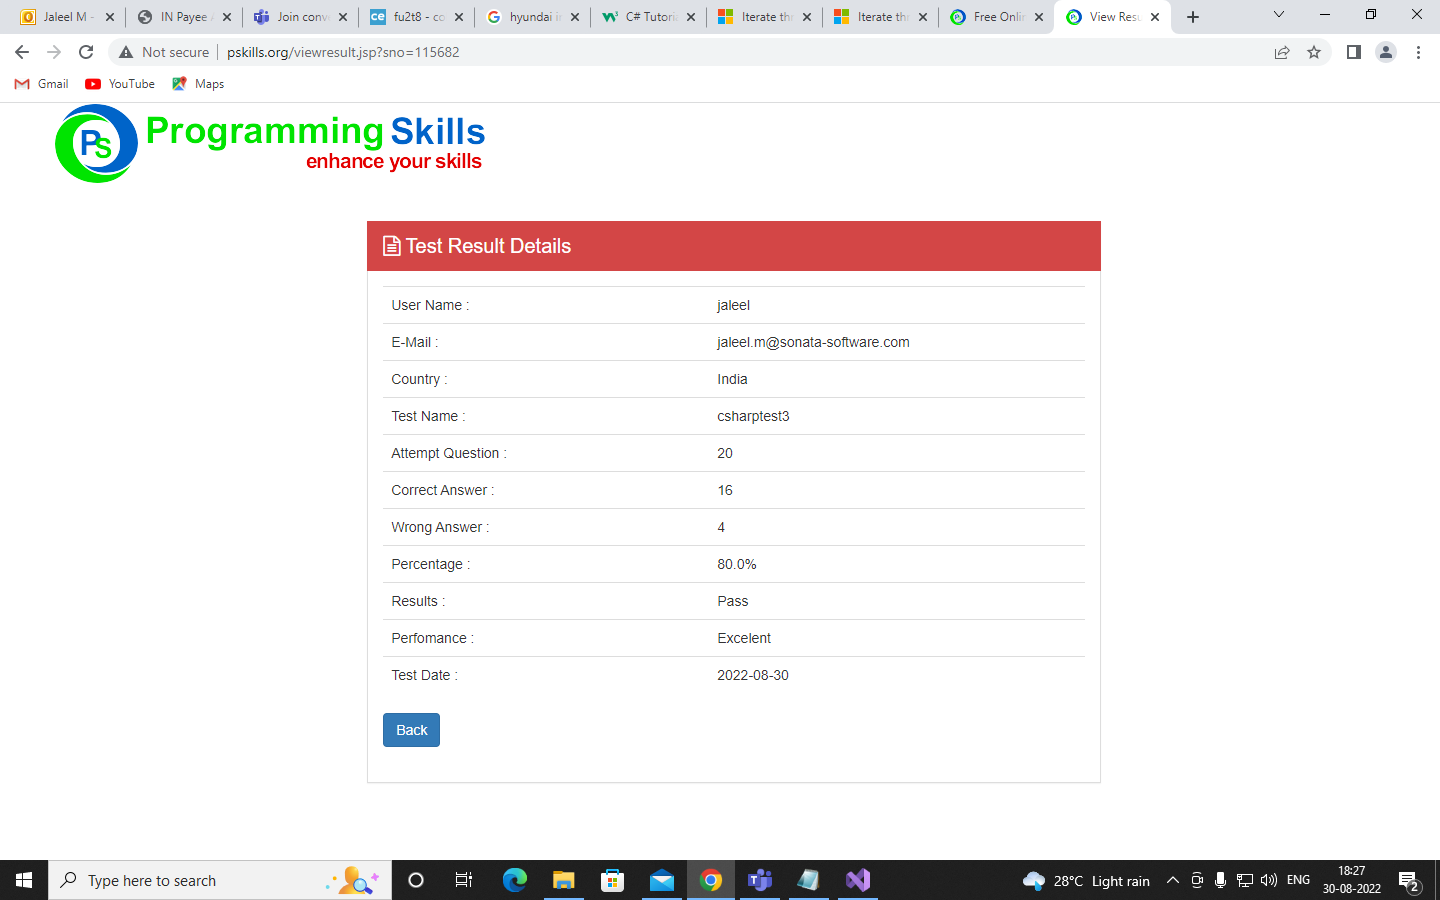 Jaleel M -
IN Payee
Join conv
fu2t8 - co
hyundai i
C# Tutori
Iterate thr
Iterate thr
Free Onlin
View Resu
Not secure
pskills.org/viewresult.jsp?sno=115682
Gmail
YouTube
Maps
PS
Programming Skills
enhance your skills
Test Result Details
User Name : jaleel
E-Mail : jaleel.m@sonata-software.com
Country : India
Test Name : csharptest3
Attempt Question : 20
Correct Answer : 16
Wrong Answer : 4
Percentage : 80.0%
Results : Pass
Perfomance : Excelent
Test Date : 2022-08-30
Back
Type here to search
28°C Light rain
ENG
18:27
30-08-2022
2